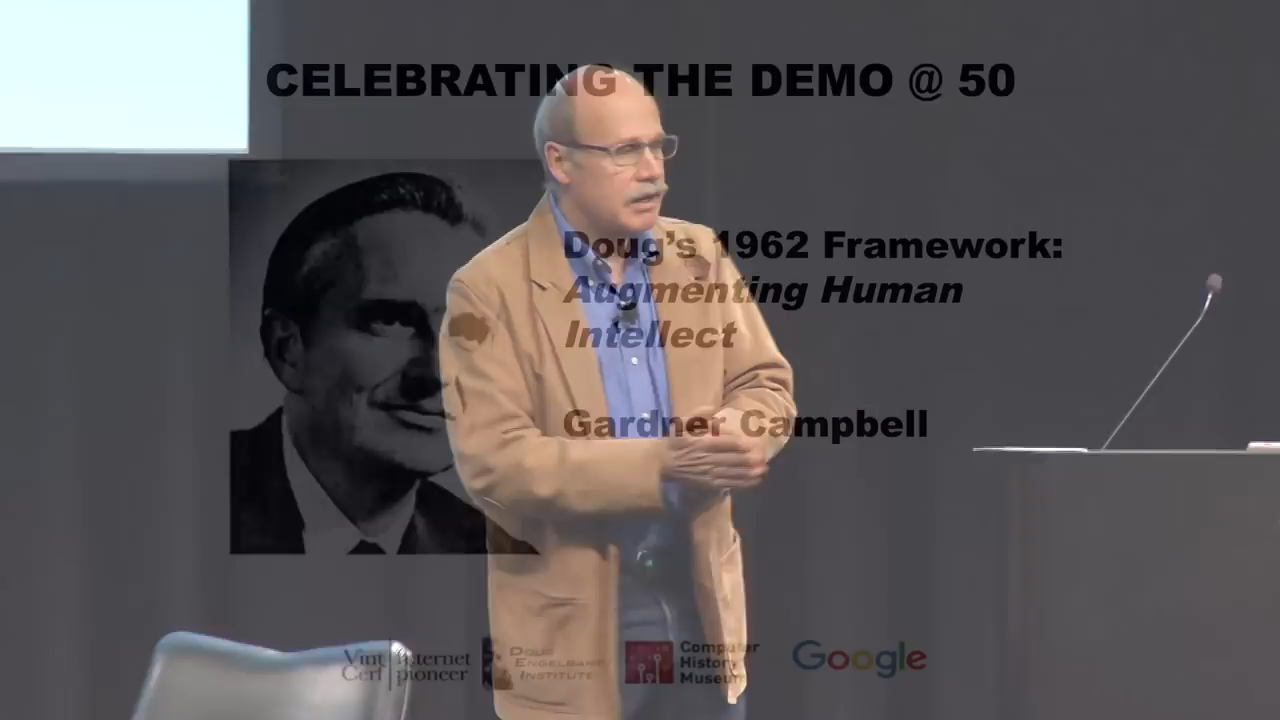 CELEBRATING THE DEMO @ 50
Doug's 1962 Framework:
Augmenting Human
Intellect
Gardner Campbell
Vint Cerf
Internet pioneer
DOUG
ENGELBART
INSTITUTE
Computer
History
Museum
Google